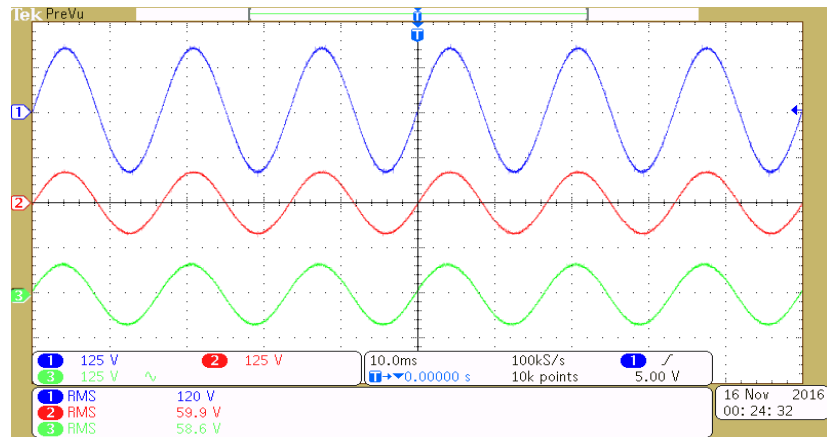 Tek PreVu
T
T
1
2
3
1 125 V 2 125 V
3 125 V ∿
10.0ms 100kS/s 1 ∫
T→▼0.00000 s 10k points 5.00 V
1 RMS 120 V
2 RMS 59.9 V
3 RMS 58.6 V
16 Nov 2016
00:24:32